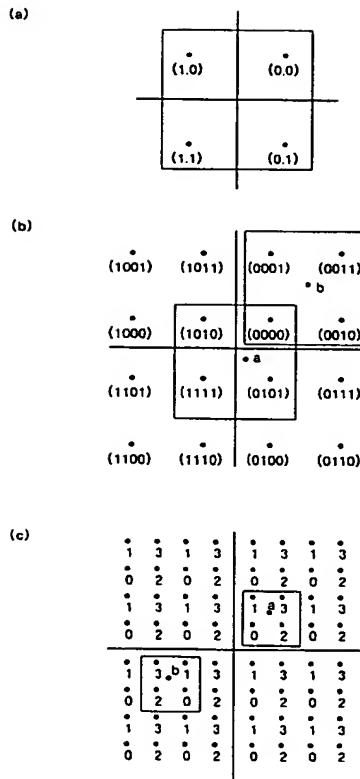 (a)
(1.0) (0.0)
(1.1) (0.1)
(b)
(1001) (1011) (0001) (0011)
b
(1000) (1010) (0000) (0010)
a
(1101) (1111) (0101) (0111)
(1100) (1110) (0100) (0110)
(c)
1 3 1 3 1 3 1 3
0 2 0 2 0 2 0 2
a
1 3 1 3 1 3 1 3
0 2 0 2 0 2 0 2
b
1 3 1 3 1 3 1 3
0 2 0 2 0 2 0 2
1 3 1 3 1 3 1 3
0 2 0 2 0 2 0 2